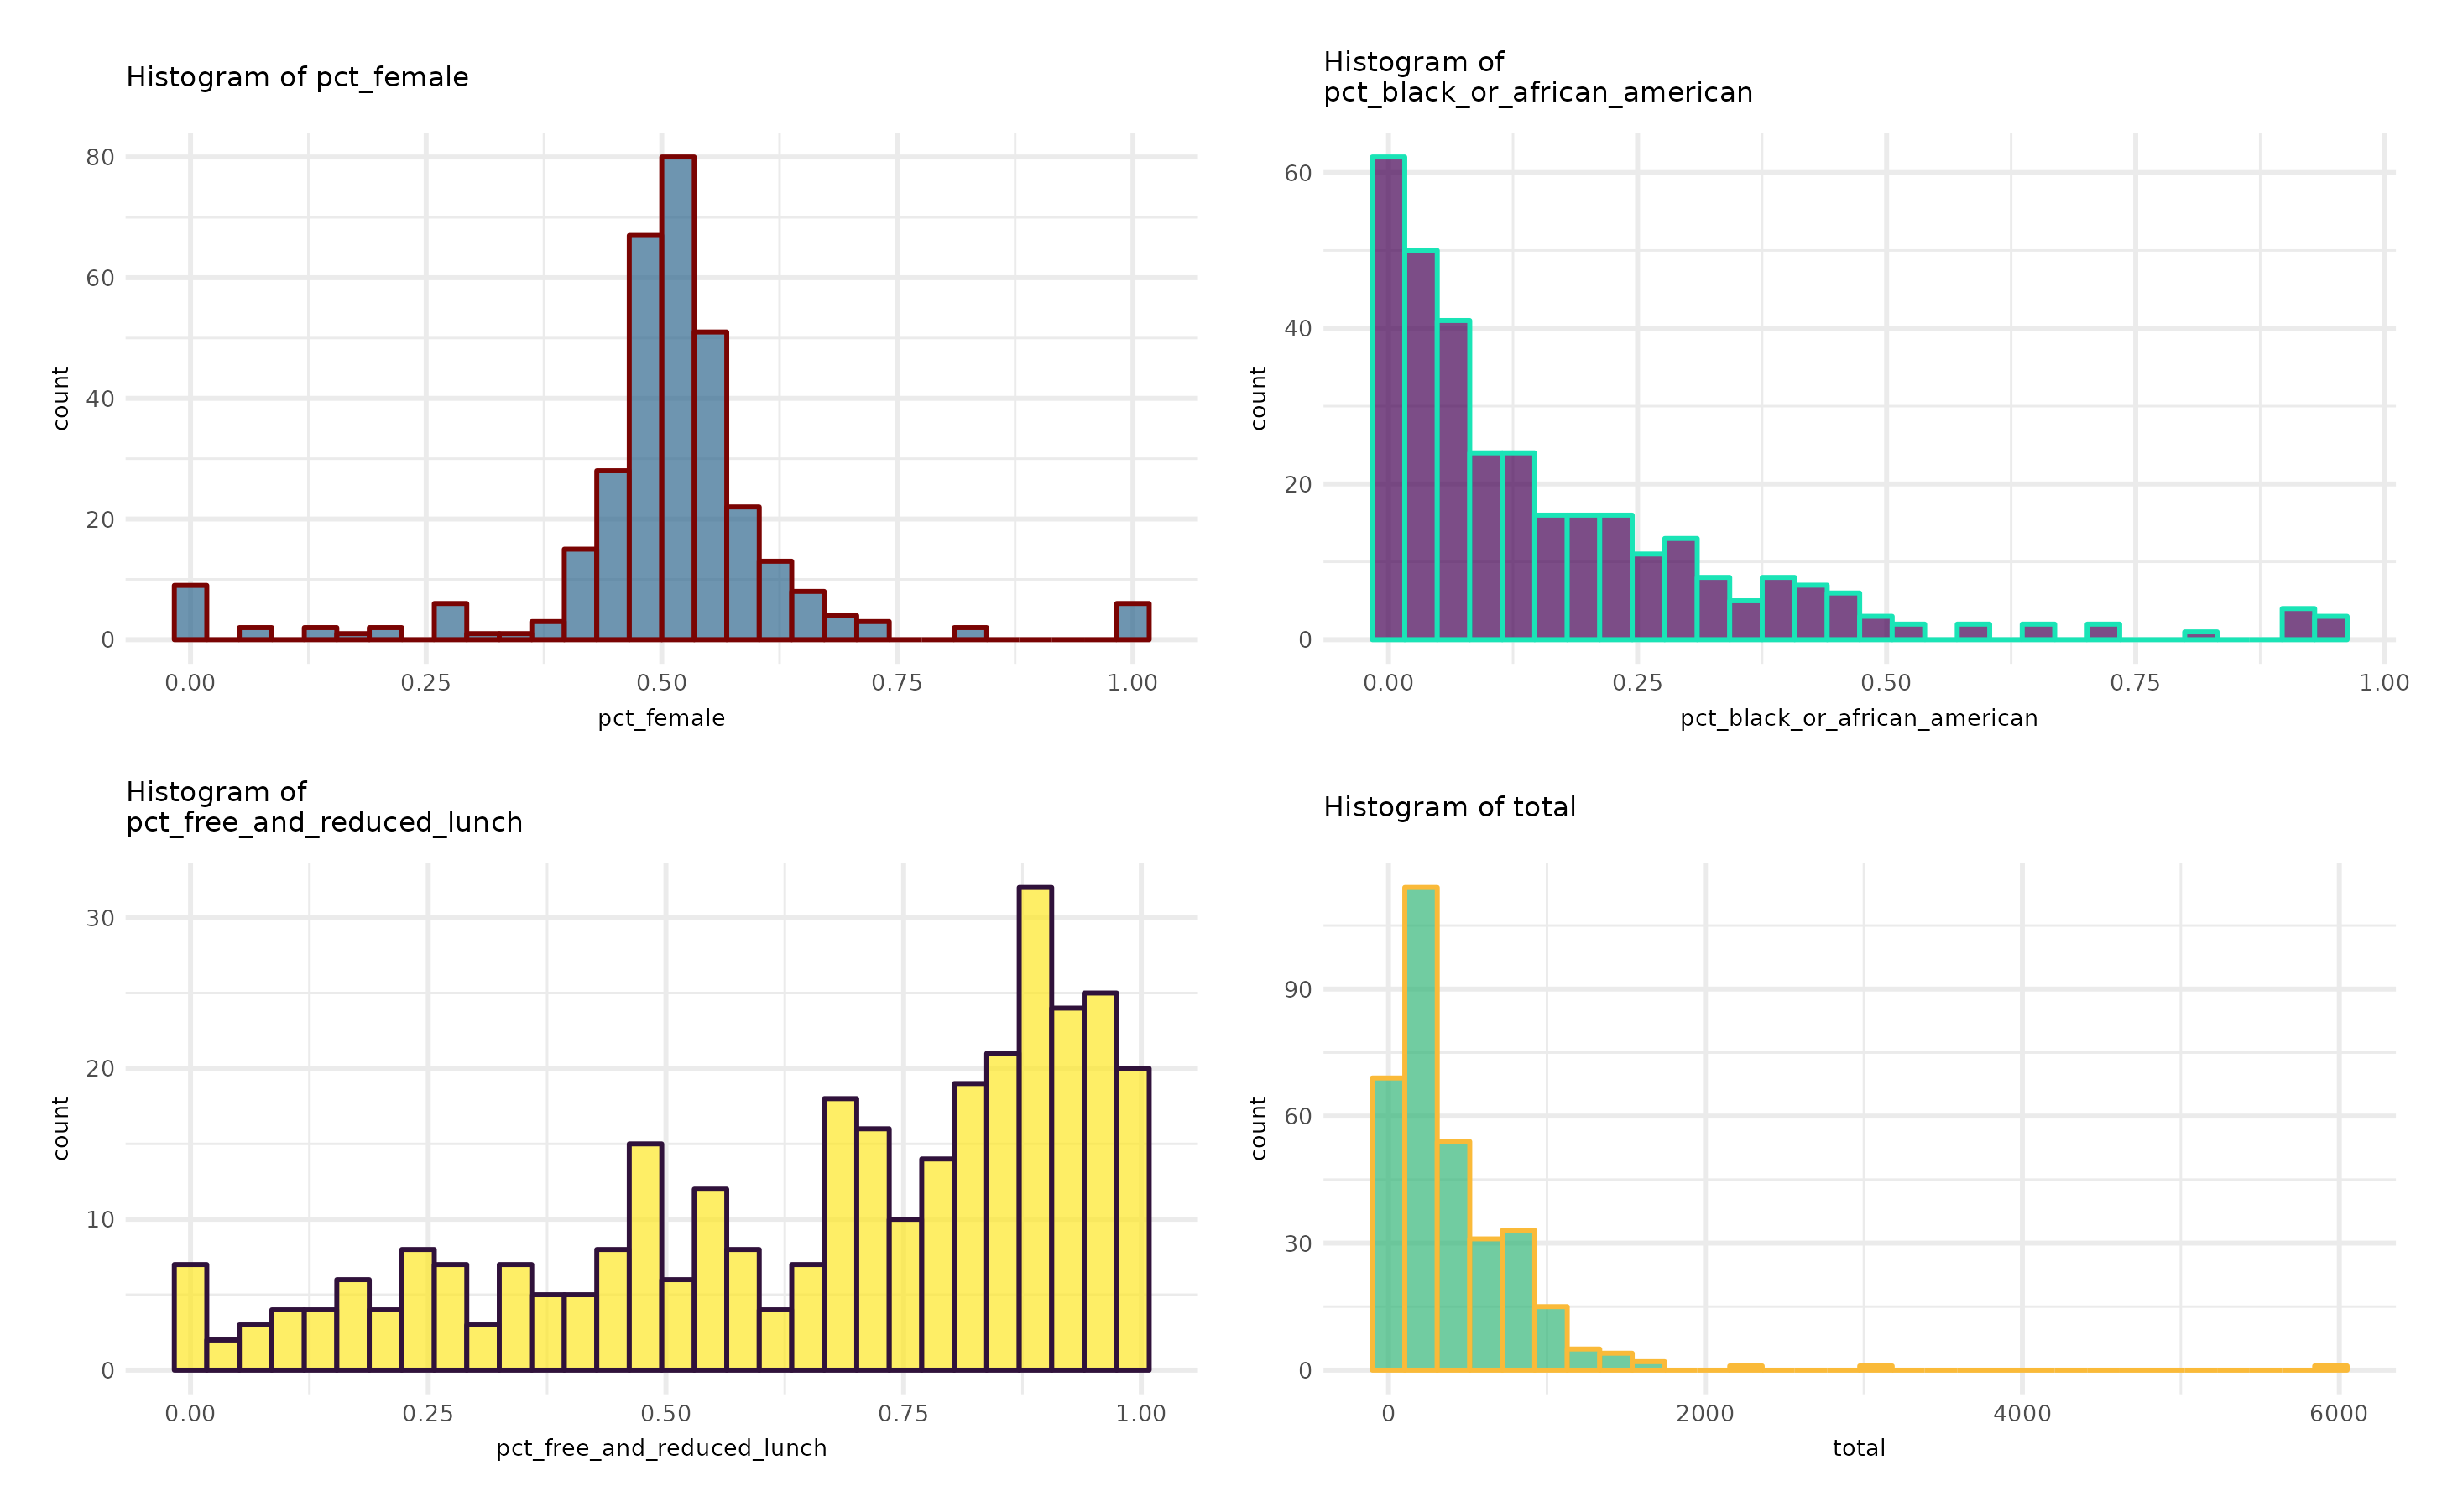 Histogram of pct_female
count
80
60
40
20
0
0.00 0.25 0.50 0.75 1.00
pct_female
Histogram of
pct_black_or_african_american
count
60
40
20
0
0.00 0.25 0.50 0.75 1.00
pct_black_or_african_american
Histogram of
pct_free_and_reduced_lunch
count
30
20
10
0
0.00 0.25 0.50 0.75 1.00
pct_free_and_reduced_lunch
Histogram of total
count
90
60
30
0
0 2000 4000 6000
total